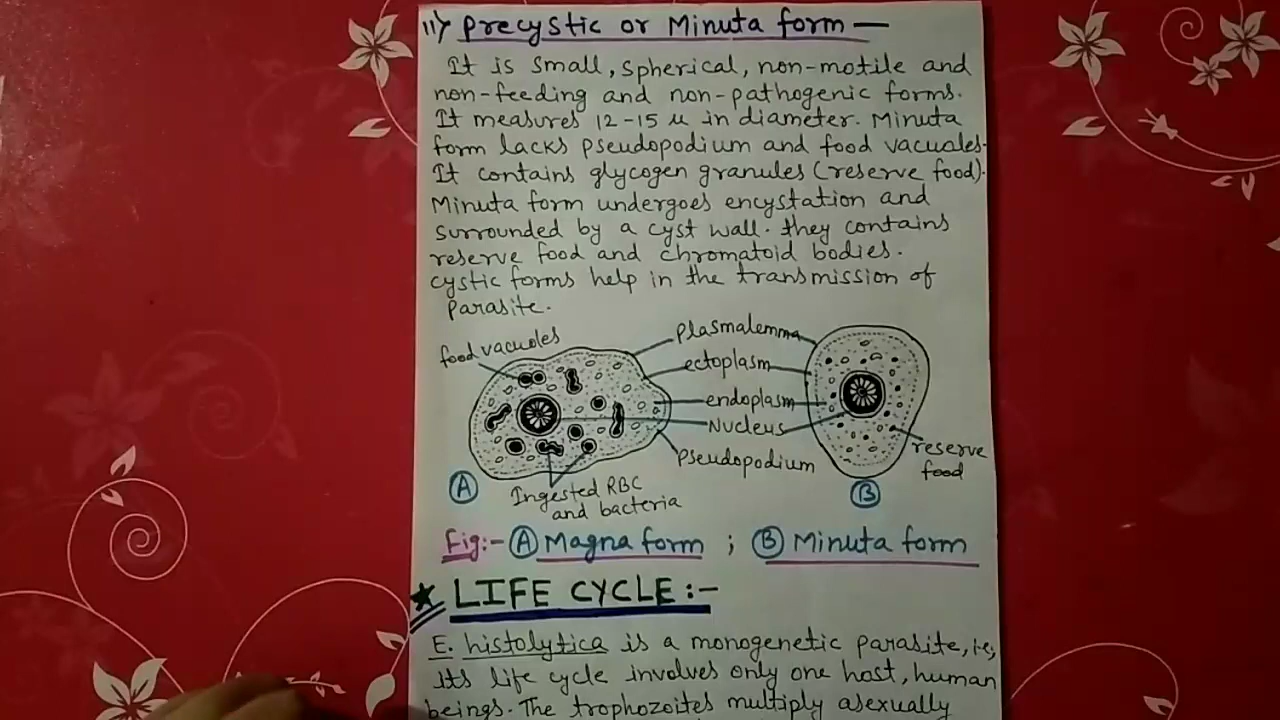 11) Precystic or Minuta form —
It is small, spherical, non-motile and
non-feeding and non-pathogenic forms.
It measures 12-15 μ in diameter. Minuta
form lacks pseudopodium and food vacuales.
It contains glycogen granules (reserve food).
Minuta form undergoes encystation and
surrounded by a cyst wall. they contains
reserve food and chromatoid bodies.
cystic forms help in the transmission of
Parasite.
food vacuoles
Plasmalemma
ectoplasm
endoplasm
Nucleus
Pseudopodium
reserve
food
A
Ingested RBC
and bacteria
B
Fig:- A Magna form ; B Minuta form
★ LIFE CYCLE:-
E. histolytica is a monogenetic parasite, i.e,
its life cycle involves only one host, human
beings. The trophozoites multiply asexually